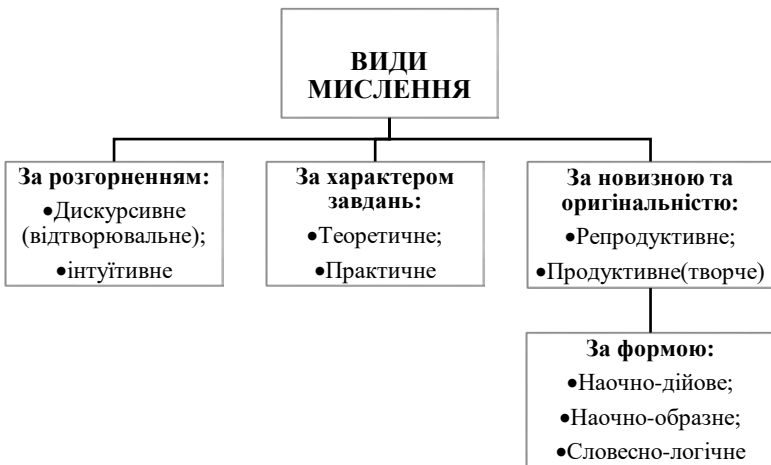 ВИДИ
МИСЛЕННЯ
За розгорненням:
•Дискурсивне
(відтворювальне);
•інтуїтивне
За характером
завдань:
•Теоретичне;
•Практичне
За новизною та
оригінальністю:
•Репродуктивне;
•Продуктивне(творче)
За формою:
•Наочно-дійове;
•Наочно-образне;
•Словесно-логічне